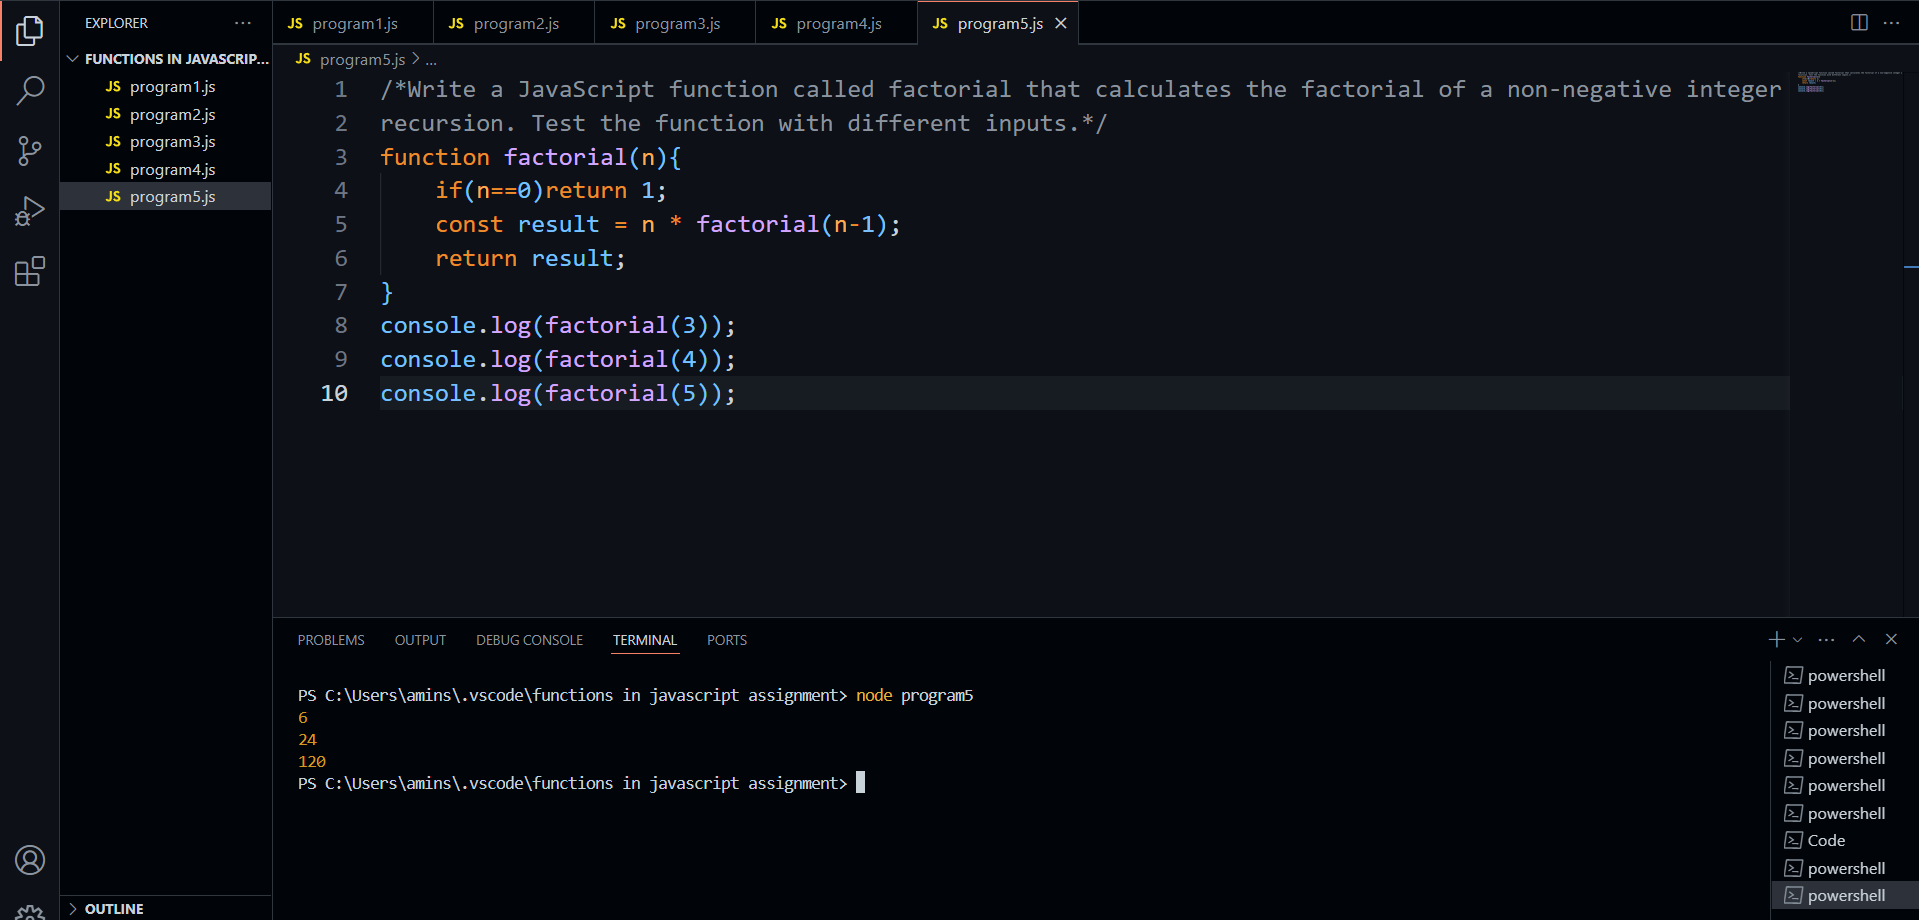 EXPLORER
FUNCTIONS IN JAVASCRIP...
JS program1.js
JS program2.js
JS program3.js
JS program4.js
JS program5.js
OUTLINE
JS program1.js JS program2.js JS program3.js JS program4.js JS program5.js
JS program5.js > ...
1 /*Write a JavaScript function called factorial that calculates the factorial of a non-negative integer
2 recursion. Test the function with different inputs.*/
3 function factorial(n){
4 if(n==0)return 1;
5 const result = n * factorial(n-1);
6 return result;
7 }
8 console.log(factorial(3));
9 console.log(factorial(4));
10 console.log(factorial(5));
PROBLEMS OUTPUT DEBUG CONSOLE TERMINAL PORTS
PS C:\Users\amins\.vscode\functions in javascript assignment> node program5
6
24
120
PS C:\Users\amins\.vscode\functions in javascript assignment>
powershell
powershell
powershell
powershell
powershell
powershell
Code
powershell
powershell